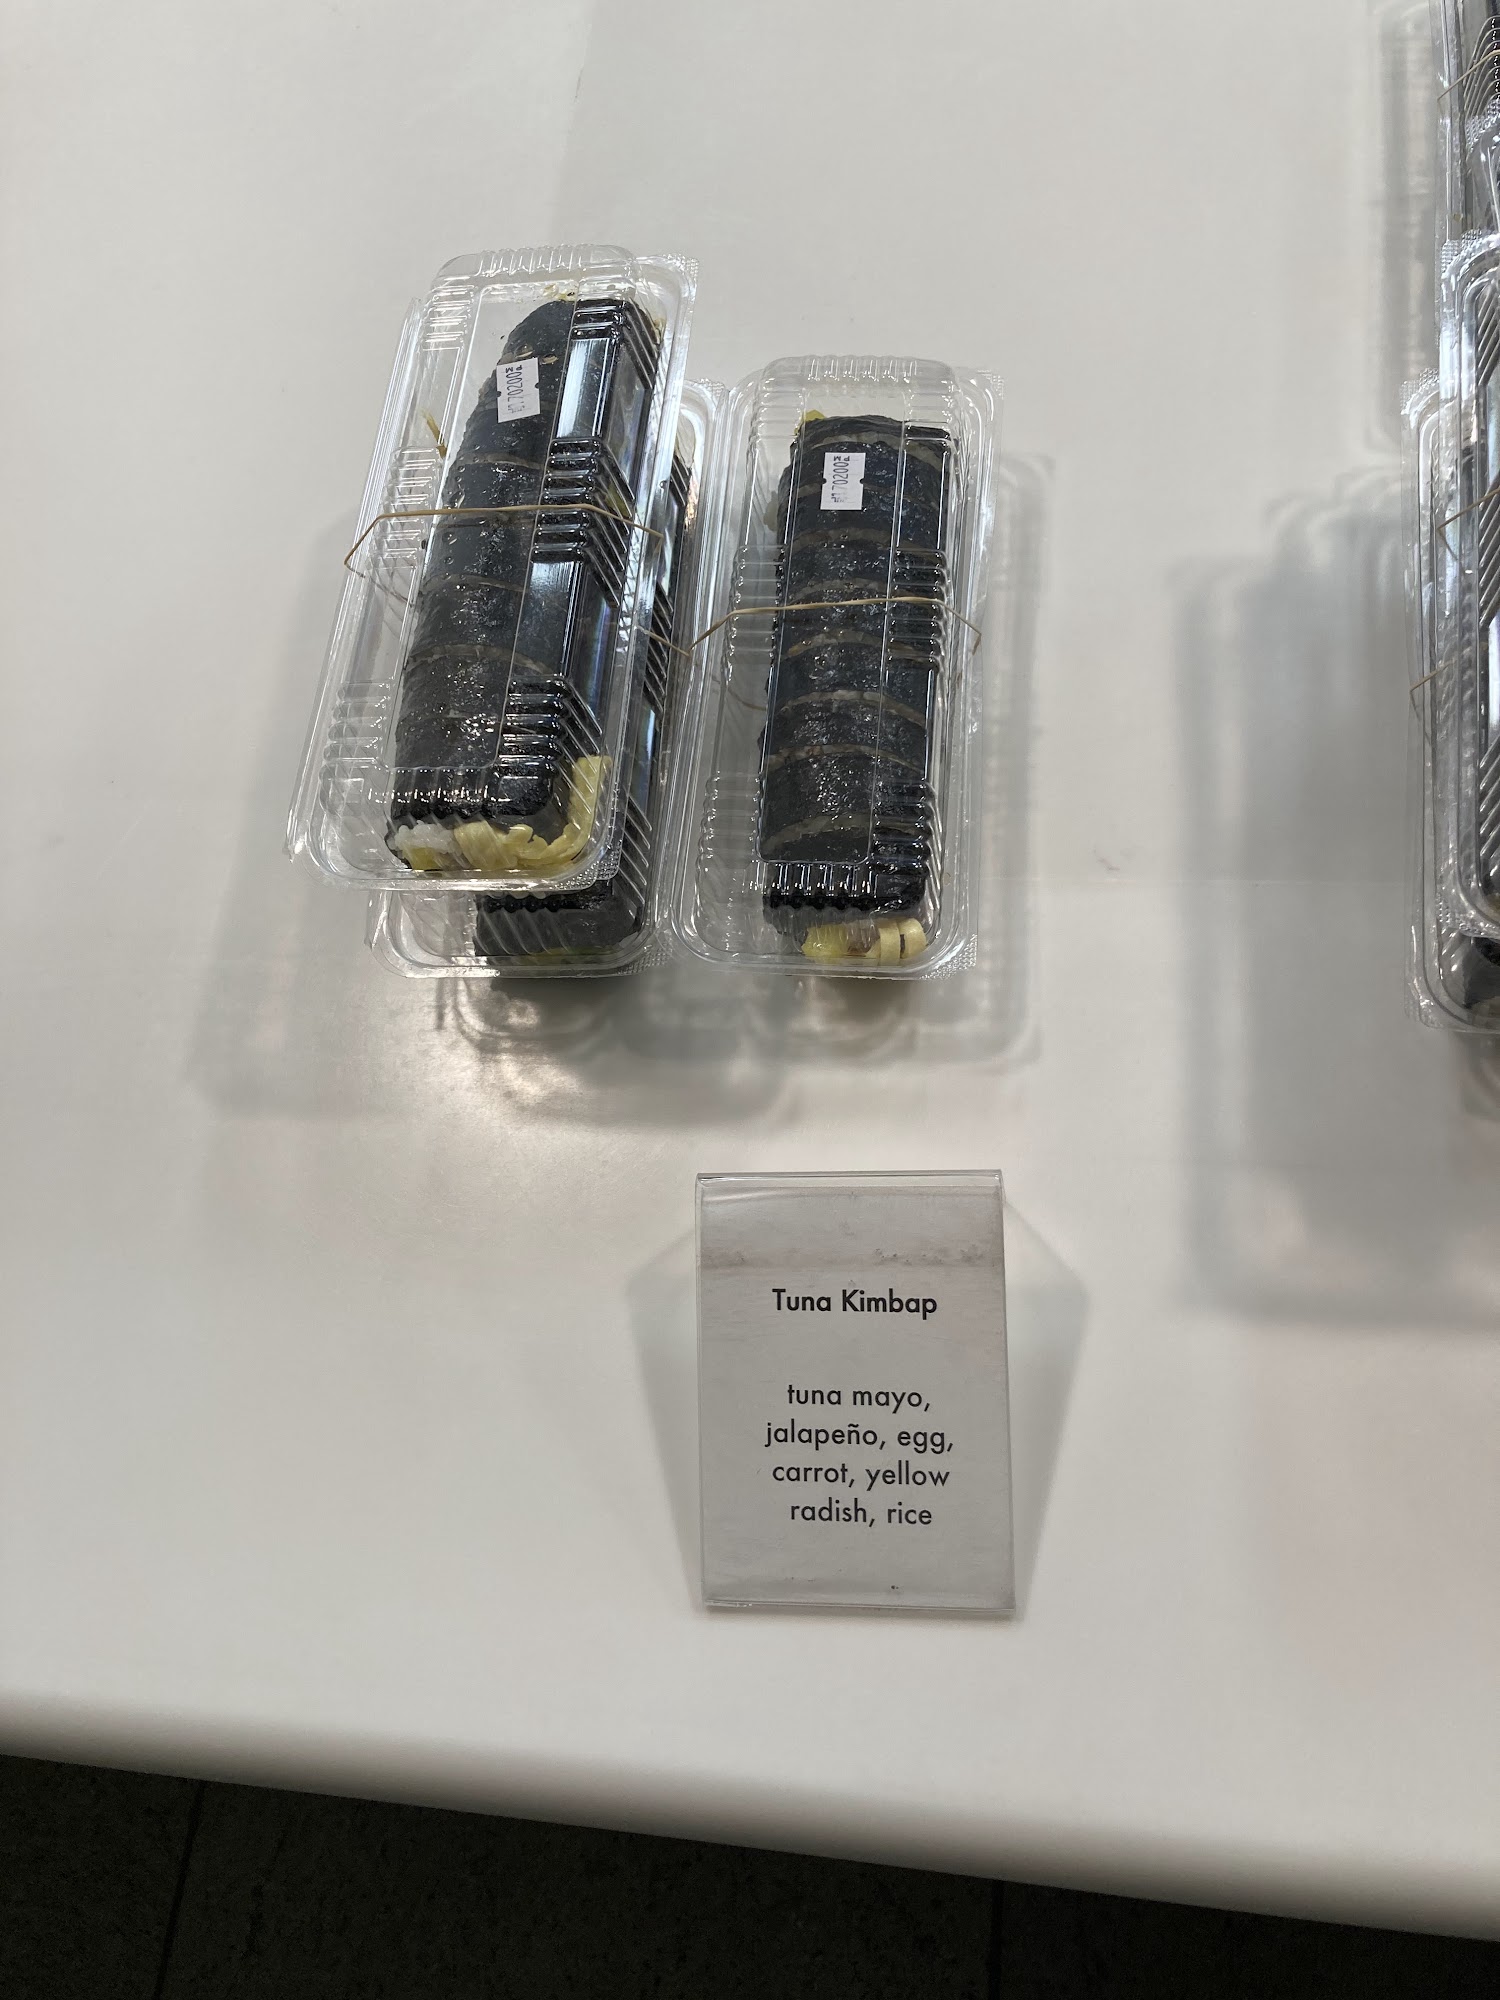 Tuna Kimbap
tuna mayo,
jalapeño, egg,
carrot, yellow
radish, rice